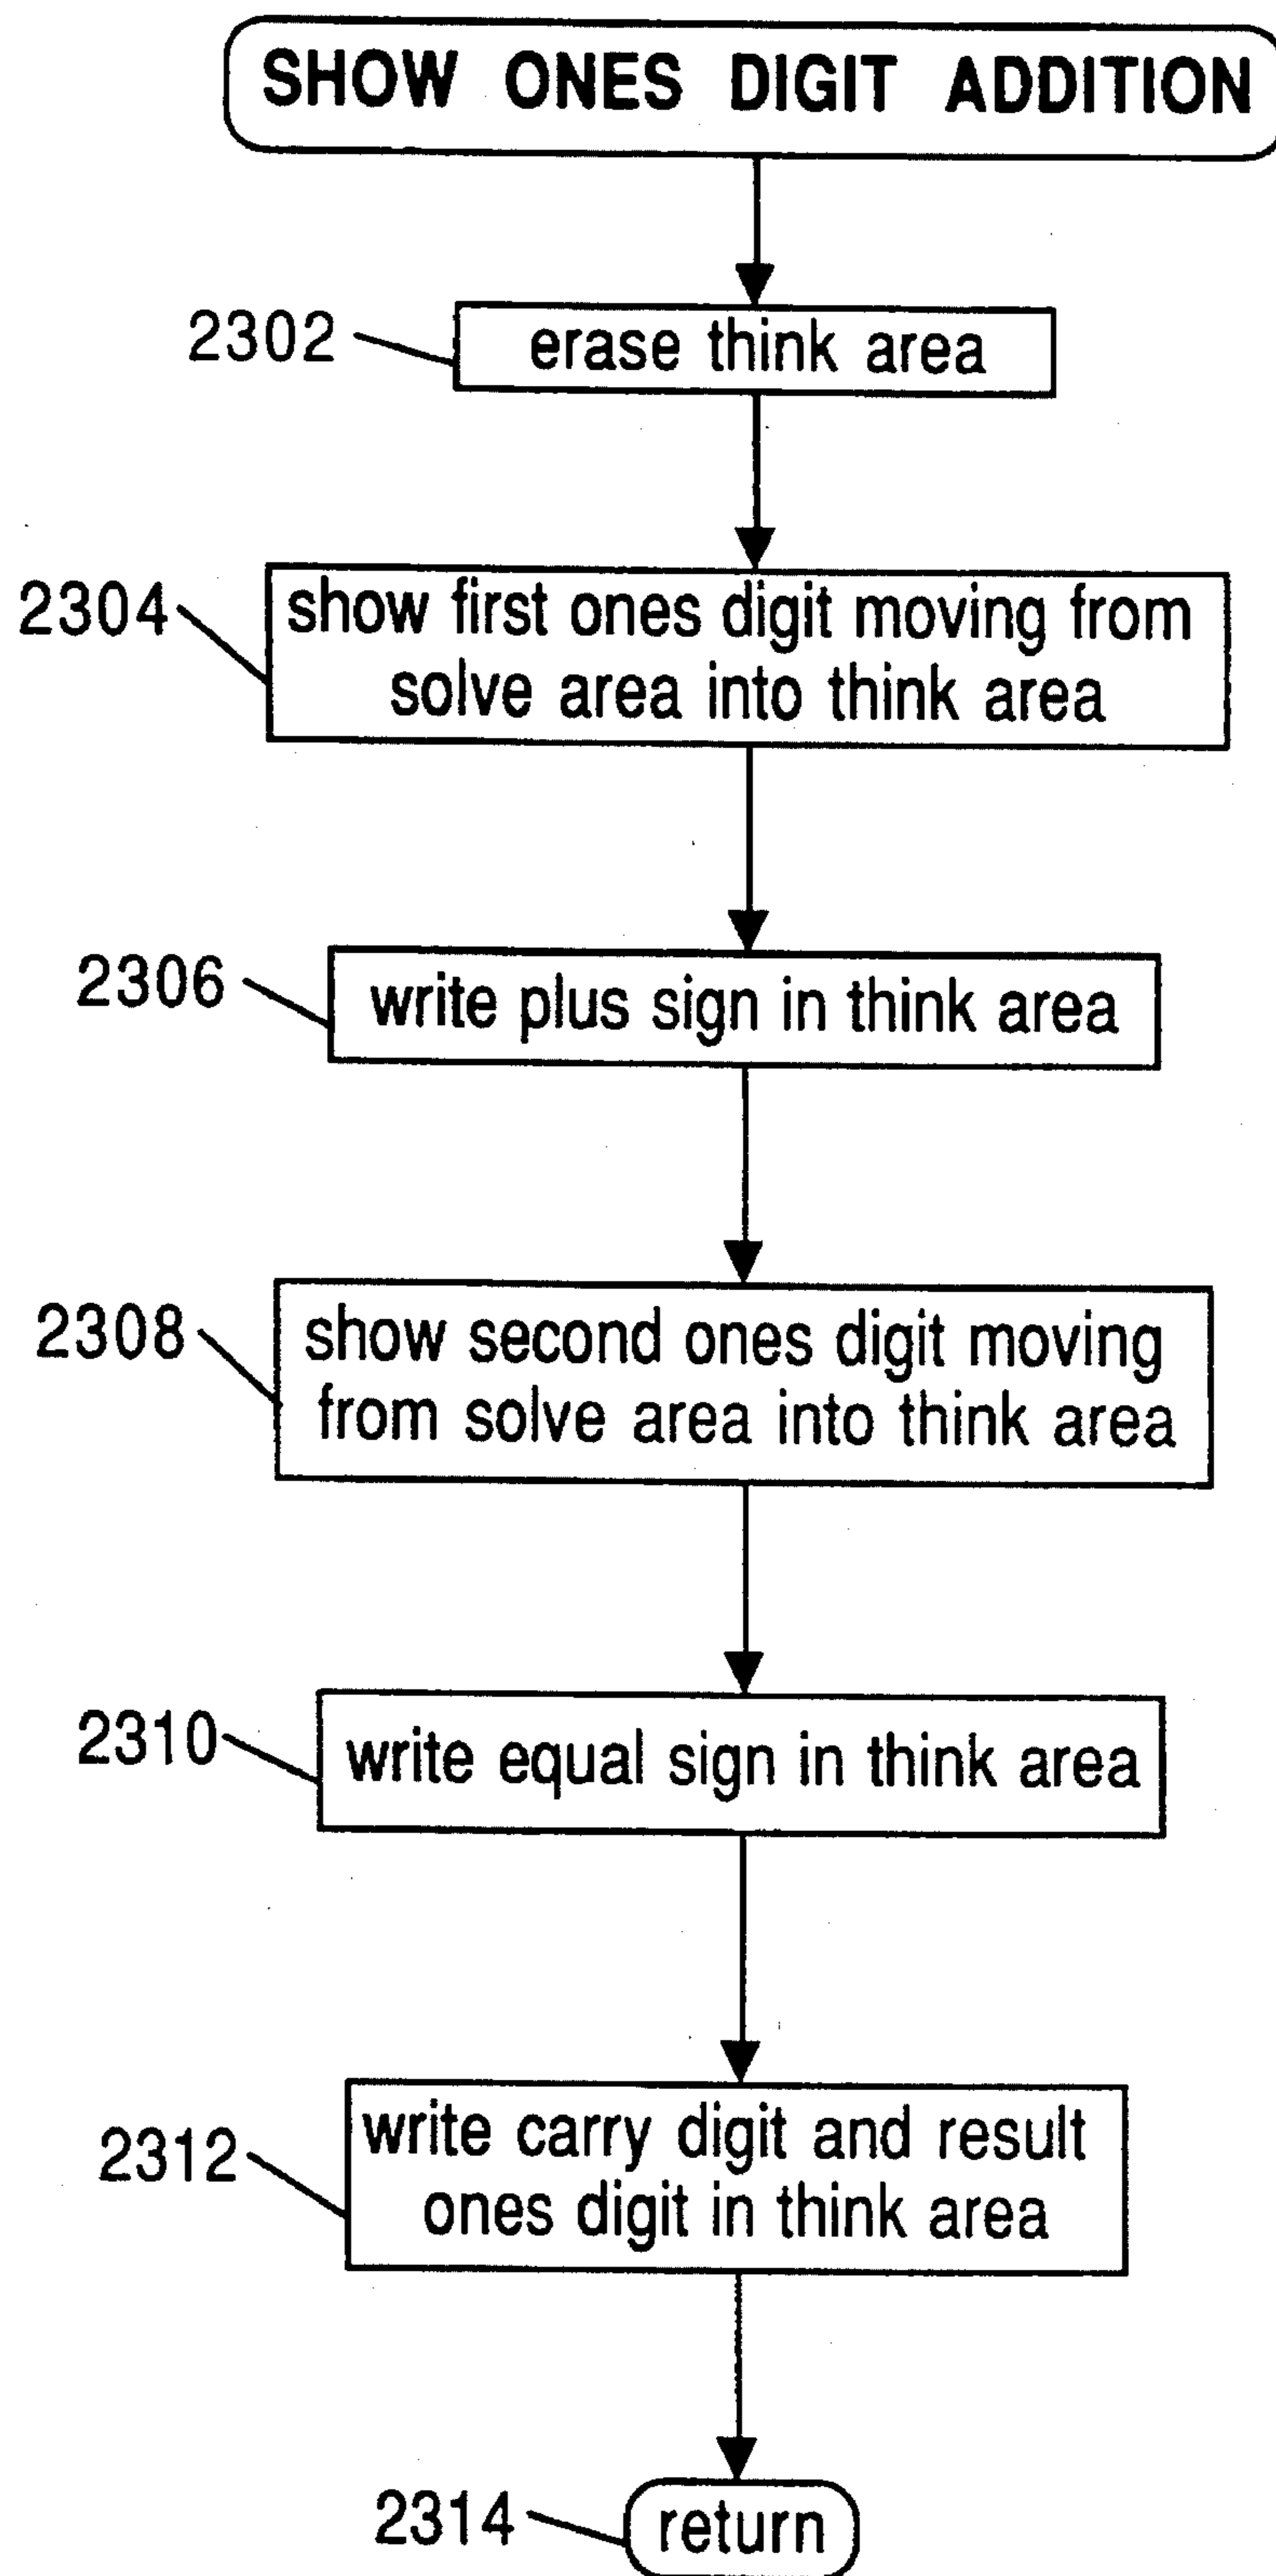 SHOW ONES DIGIT ADDITION
2302
erase think area
2304
show first ones digit moving from
solve area into think area
2306
write plus sign in think area
2308
show second ones digit moving
from solve area into think area
2310
write equal sign in think area
2312
write carry digit and result
ones digit in think area
2314
return